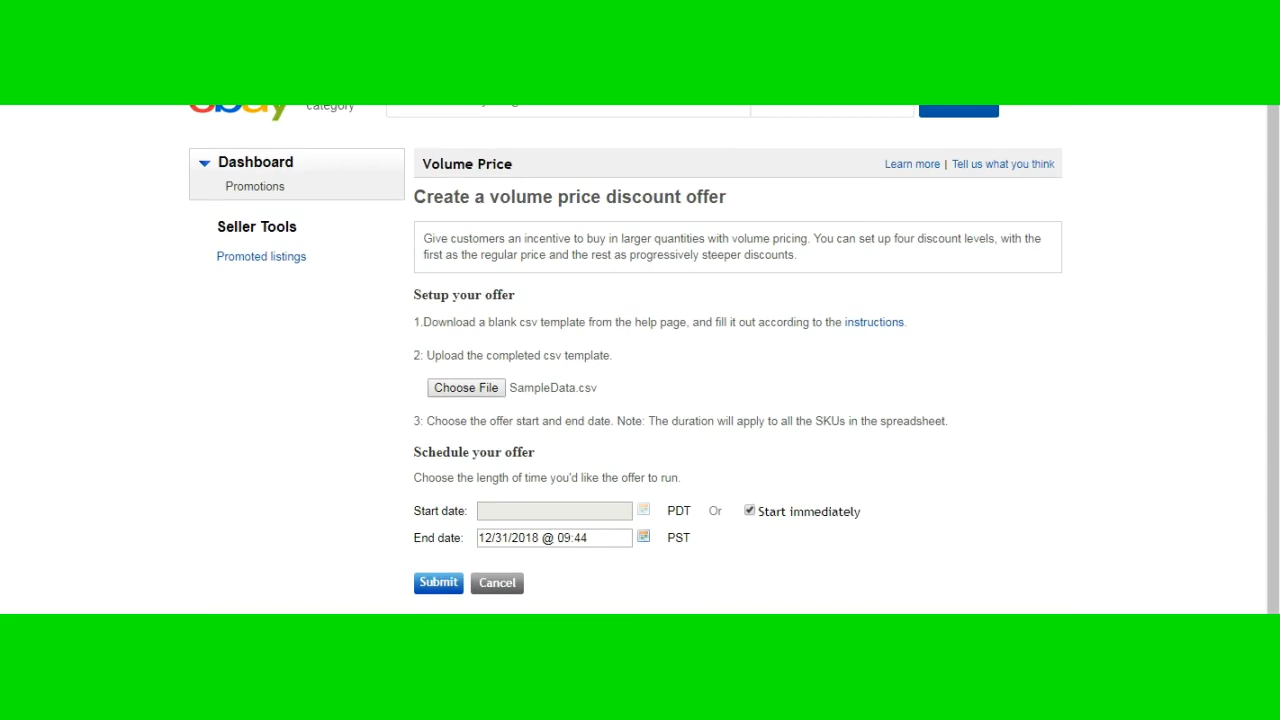 ebay
category
Dashboard
Promotions
Seller Tools
Promoted listings
Volume Price
Learn more | Tell us what you think
Create a volume price discount offer
Give customers an incentive to buy in larger quantities with volume pricing. You can set up four discount levels, with the
first as the regular price and the rest as progressively steeper discounts.
Setup your offer
1.Download a blank csv template from the help page, and fill it out according to the instructions.
2: Upload the completed csv template.
Choose File SampleData.csv
3: Choose the offer start and end date. Note: The duration will apply to all the SKUs in the spreadsheet.
Schedule your offer
Choose the length of time you'd like the offer to run.
Start date: PDT Or Start immediately
End date: 12/31/2018 @ 09:44 PST
Submit Cancel